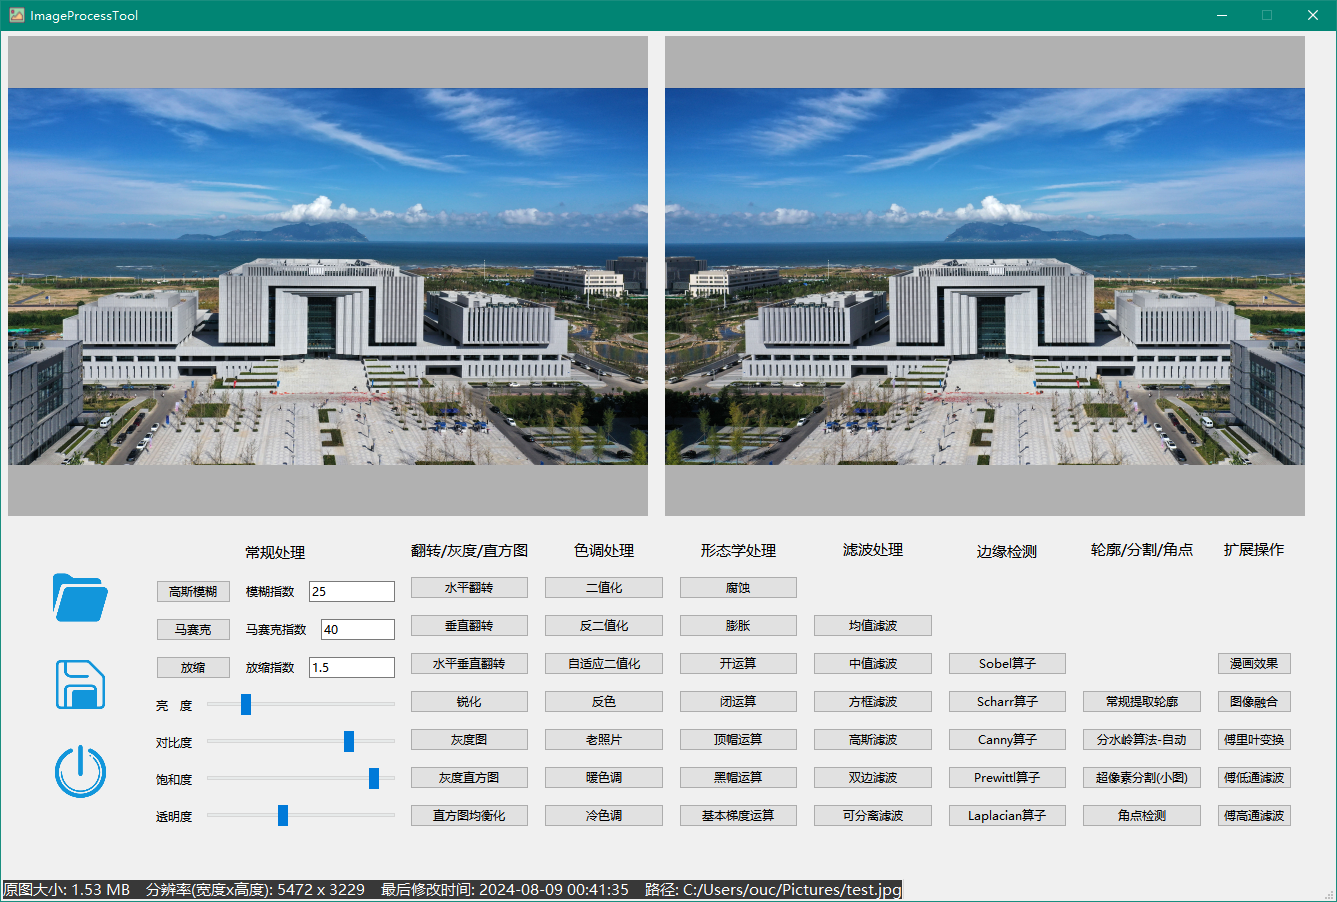 ImageProcessTool
常规处理 翻转/灰度/直方图 色调处理 形态学处理 滤波处理 边缘检测 轮廓/分割/角点 扩展操作
高斯模糊 模糊指数 25 水平翻转 二值化 腐蚀
马赛克 马赛克指数 40 垂直翻转 反二值化 膨胀 均值滤波
放缩 放缩指数 1.5 水平垂直翻转 自适应二值化 开运算 中值滤波 Sobel算子 漫画效果
亮 度 锐化 反色 闭运算 方框滤波 Scharr算子 常规提取轮廓 图像融合
对比度 灰度图 老照片 顶帽运算 高斯滤波 Canny算子 分水岭算法-自动 傅里叶变换
饱和度 灰度直方图 暖色调 黑帽运算 双边滤波 Prewittl算子 超像素分割(小图) 傅低通滤波
透明度 直方图均衡化 冷色调 基本梯度运算 可分离滤波 Laplacian算子 角点检测 傅高通滤波
原图大小: 1.53 MB 分辨率(宽度x高度): 5472 x 3229 最后修改时间: 2024-08-09 00:41:35 路径: C:/Users/ouc/Pictures/test.jpg